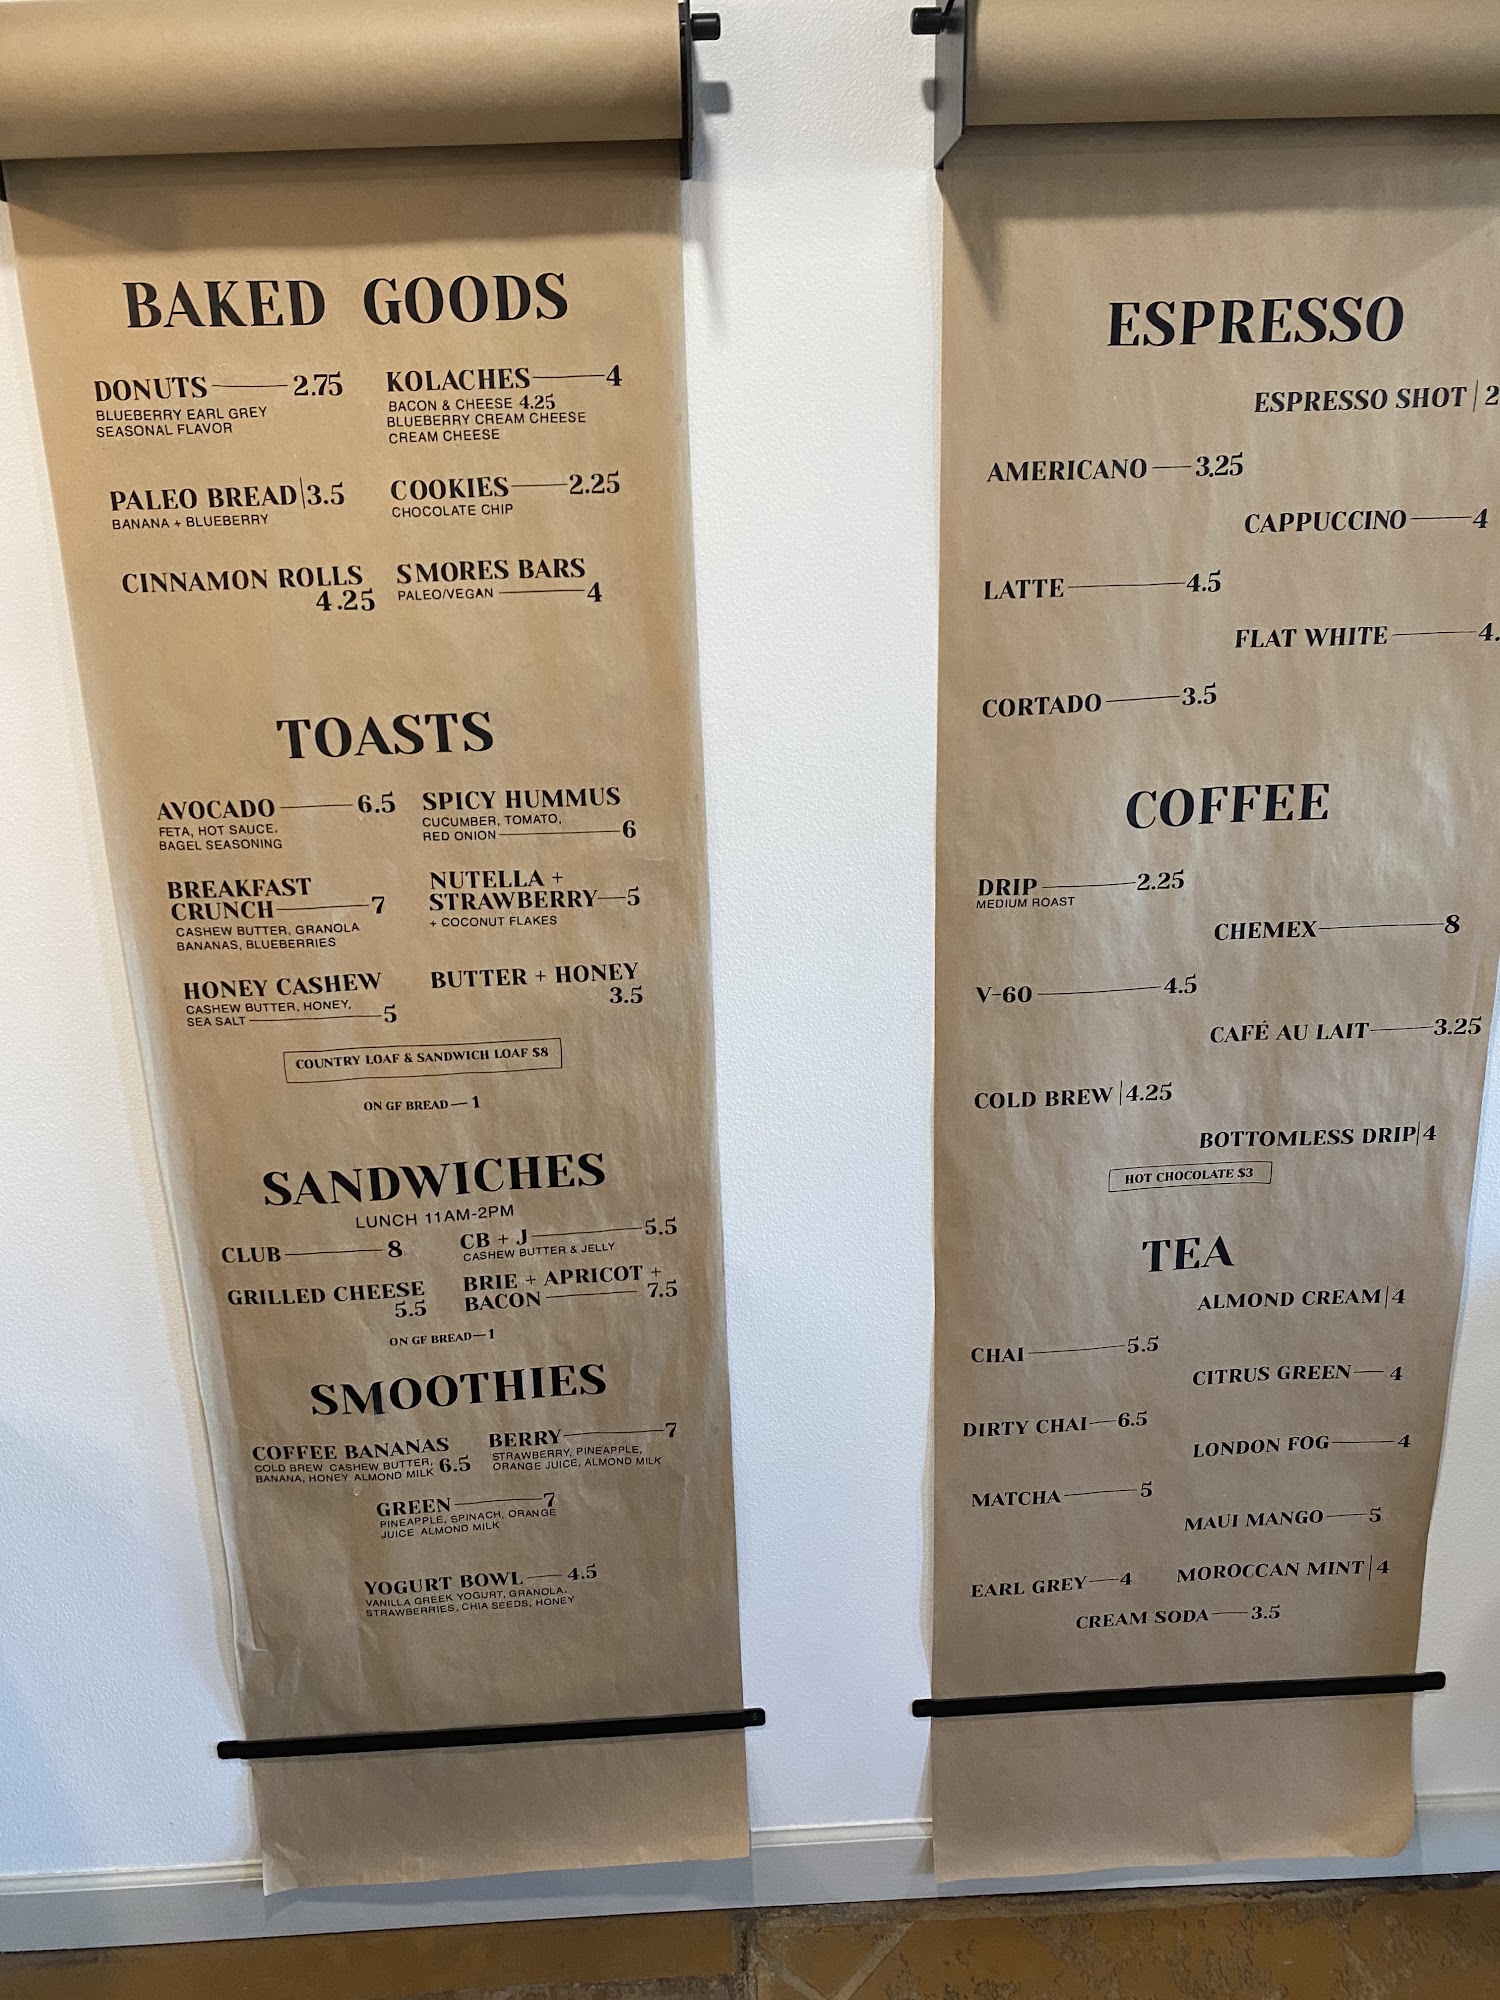 BAKED GOODS
DONUTS 2.75
BLUEBERRY EARL GREY
SEASONAL FLAVOR
KOLACHES 4
BACON & CHEESE 4.25
BLUEBERRY CREAM CHEESE
CREAM CHEESE
PALEO BREAD|3.5
BANANA + BLUEBERRY
COOKIES 2.25
CHOCOLATE CHIP
CINNAMON ROLLS
4.25
SMORES BARS
PALEO/VEGAN 4
TOASTS
AVOCADO 6.5
FETA, HOT SAUCE,
BAGEL SEASONING
SPICY HUMMUS
CUCUMBER, TOMATO,
RED ONION 6
BREAKFAST
CRUNCH 7
CASHEW BUTTER, GRANOLA
BANANAS, BLUEBERRIES
NUTELLA +
STRAWBERRY 5
+ COCONUT FLAKES
HONEY CASHEW
CASHEW BUTTER, HONEY,
SEA SALT 5
BUTTER + HONEY
3.5
COUNTRY LOAF & SANDWICH LOAF $8
ON GF BREAD — 1
SANDWICHES
LUNCH 11AM-2PM
CLUB 8
CB + J 5.5
CASHEW BUTTER & JELLY
GRILLED CHEESE
5.5
BRIE + APRICOT +
BACON 7.5
ON GF BREAD — 1
SMOOTHIES
COFFEE BANANAS
COLD BREW CASHEW BUTTER,
BANANA, HONEY ALMOND MILK 6.5
BERRY 7
STRAWBERRY, PINEAPPLE,
ORANGE JUICE, ALMOND MILK
GREEN 7
PINEAPPLE, SPINACH, ORANGE
JUICE ALMOND MILK
YOGURT BOWL 4.5
VANILLA GREEK YOGURT, GRANOLA,
STRAWBERRIES, CHIA SEEDS, HONEY
ESPRESSO
ESPRESSO SHOT | 2
AMERICANO 3.25
CAPPUCCINO 4
LATTE 4.5
FLAT WHITE 4.
CORTADO 3.5
COFFEE
DRIP 2.25
MEDIUM ROAST
CHEMEX 8
V-60 4.5
CAFÉ AU LAIT 3.25
COLD BREW |4.25
BOTTOMLESS DRIP|4
HOT CHOCOLATE $3
TEA
ALMOND CREAM|4
CHAI 5.5
CITRUS GREEN 4
DIRTY CHAI 6.5
LONDON FOG 4
MATCHA 5
MAUI MANGO 5
EARL GREY 4
MOROCCAN MINT|4
CREAM SODA 3.5